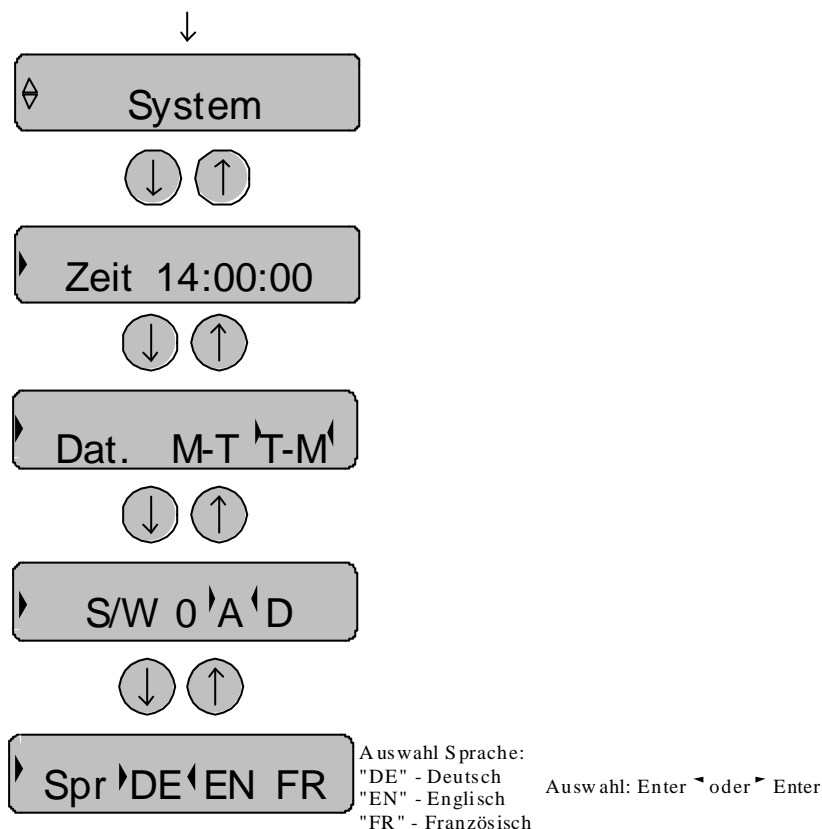 ↓
System
↓ ↑
Zeit 14:00:00
↓ ↑
Dat. M-T T-M
↓ ↑
S/W 0 A D
↓ ↑
Spr DE EN FR
Auswahl Sprache:
"DE" - Deutsch
"EN" - Englisch
"FR" - Französisch
Auswahl: Enter ◄ oder ► Enter